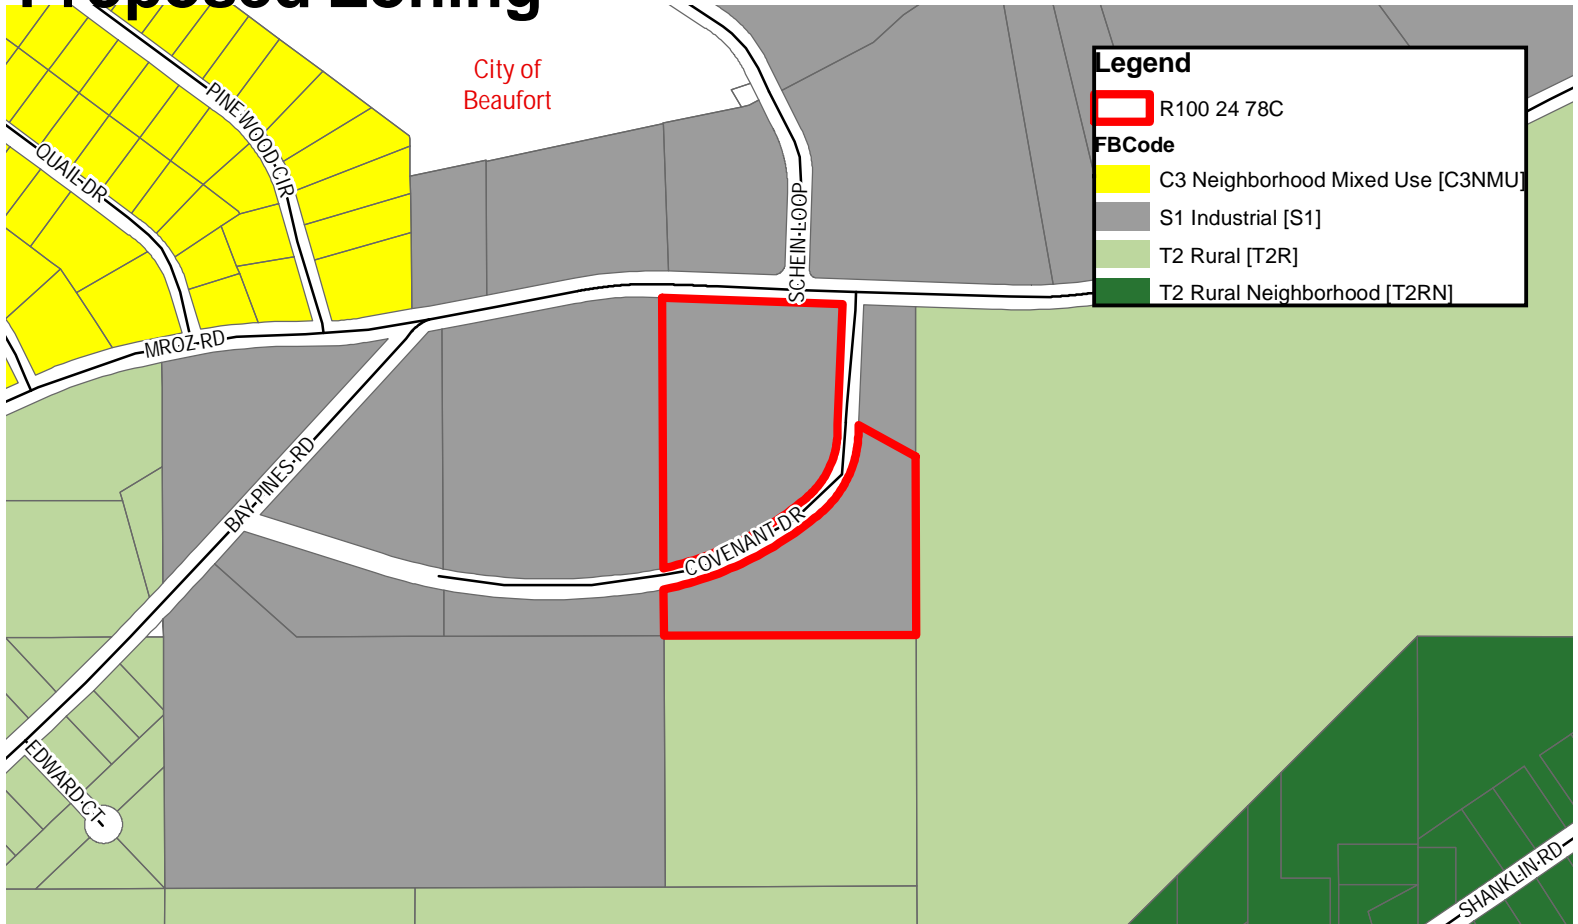 Proposed Zoning
City of
Beaufort
Legend
R100 24 78C
FBCode
C3 Neighborhood Mixed Use [C3NMU]
S1 Industrial [S1]
T2 Rural [T2R]
T2 Rural Neighborhood [T2RN]
PINEWOOD CIR
QUAIL DR
SCHEIN LOOP
MROZ RD
BAY PINES RD
COVENANT DR
EDWARD CT
SHANKLIN RD